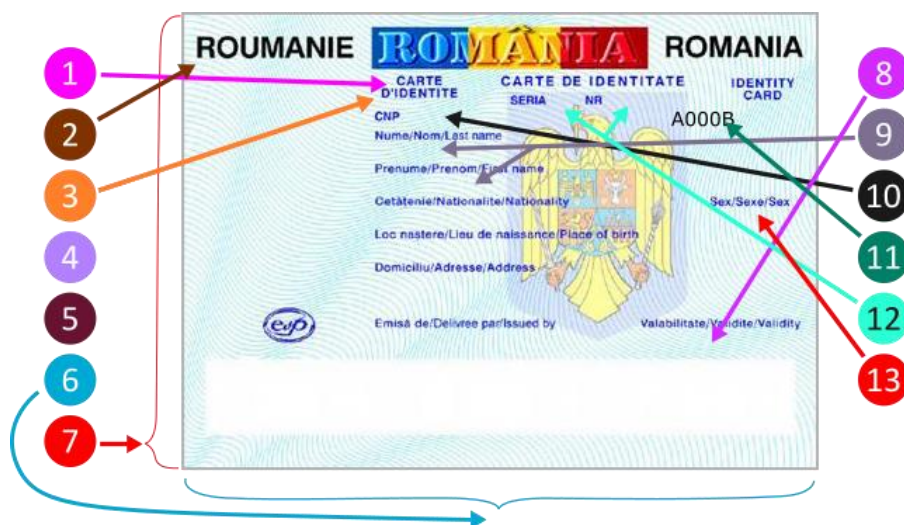 ROUMANIE ROMÂNIA ROMANIA
CARTE D'IDENTITE CARTE DE IDENTITATE IDENTITY CARD
SERIA NR
CNP
A000B
Nume/Nom/Last name
Prenume/Prenom/First name
Cetăţenie/Nationalite/Nationality
Sex/Sexe/Sex
Loc naştere/Lieu de naissance/Place of birth
Domiciliu/Adresse/Address
Emisă de/Delivree par/Issued by
Valabilitate/Validite/Validity
1
2
3
4
5
6
7
8
9
10
11
12
13